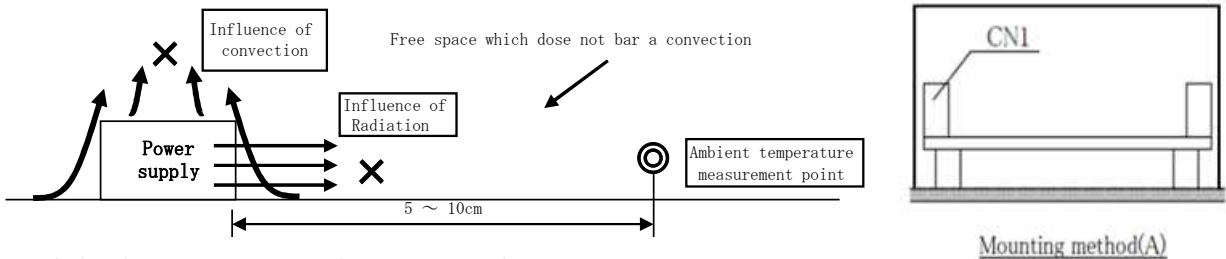 Influence of
convection
Free space which dose not bar a convection
Influence of
Radiation
Power
supply
Ambient temperature
measurement point
5 ～ 10cm
CN1
Mounting method(A)